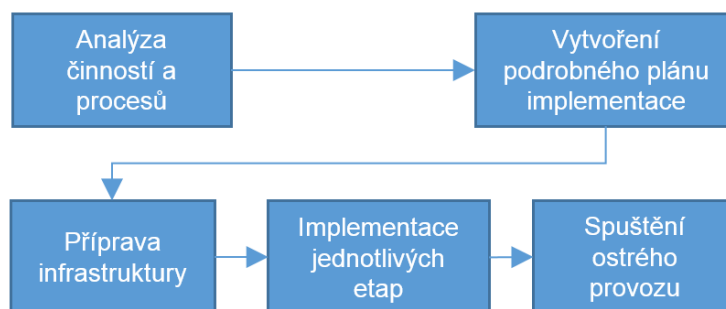 Analýza
činností a
procesů
Vytvoření
podrobného plánu
implementace
Příprava
infrastruktury
Implementace
jednotlivých
etap
Spuštění
ostrého
provozu